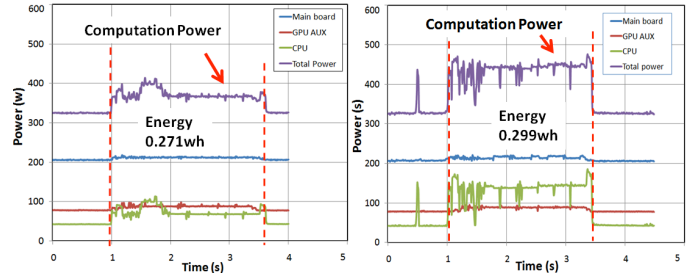 600
500
400
300
200
100
0
Power (w)
Computation Power
Main board
GPU AUX
CPU
Total Power
Energy
0.271wh
0 1 2 3 4 5
Time (s)
600
500
400
300
200
100
0
Power (s)
Computation Power
Main board
GPU AUX
CPU
Total power
Energy
0.299wh
0 1 2 3 4 5
Time (s)